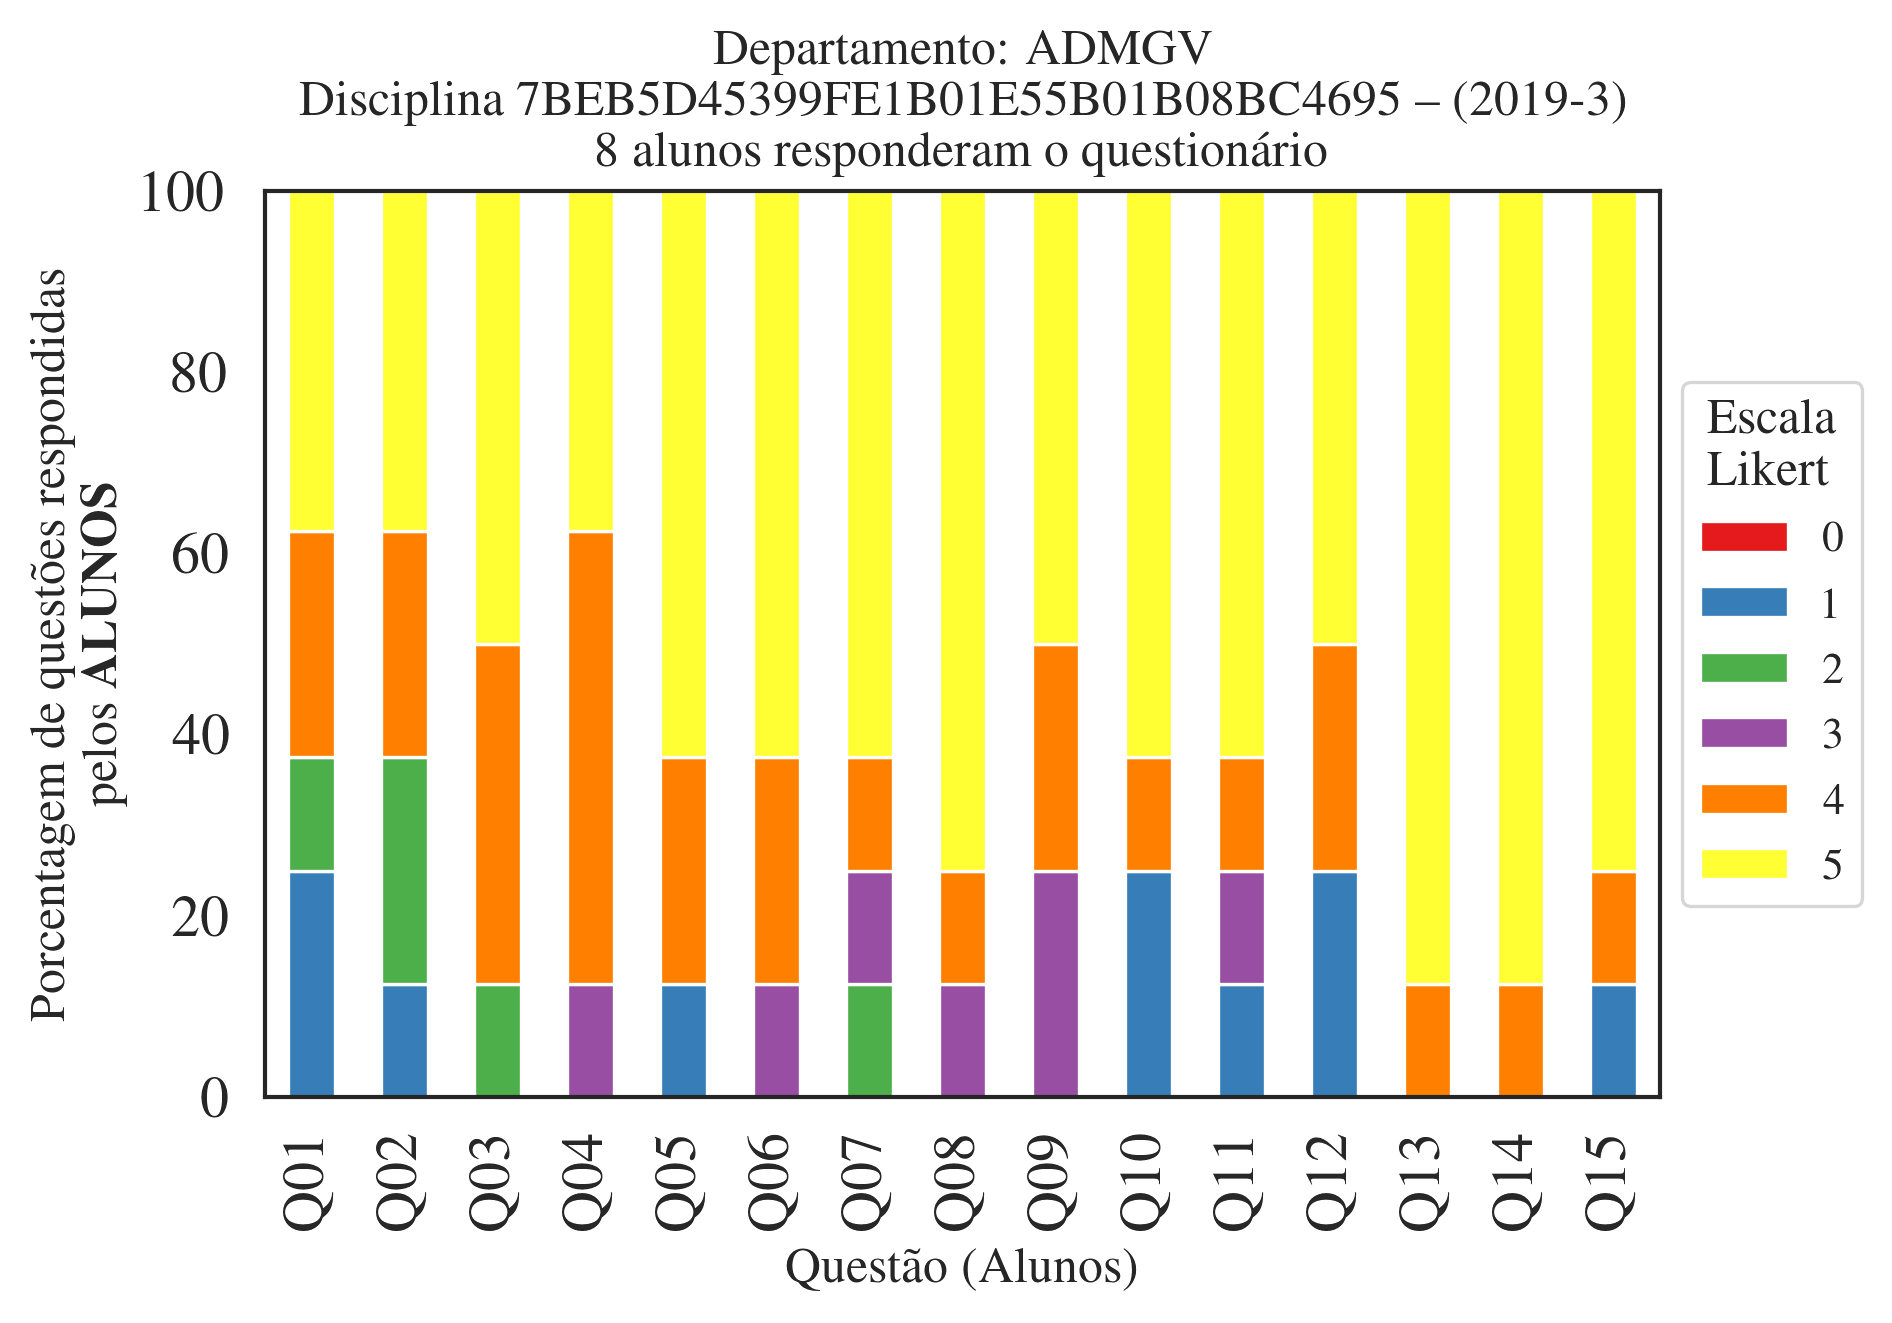 Departamento: ADMGV
Disciplina 7BEB5D45399FE1B01E55B01B08BC4695 – (2019-3)
8 alunos responderam o questionário
Porcentagem de questões respondidas
pelos ALUNOS
100
80
60
40
20
0
Q01
Q02
Q03
Q04
Q05
Q06
Q07
Q08
Q09
Q10
Q11
Q12
Q13
Q14
Q15
Questão (Alunos)
Escala
Likert
0
1
2
3
4
5